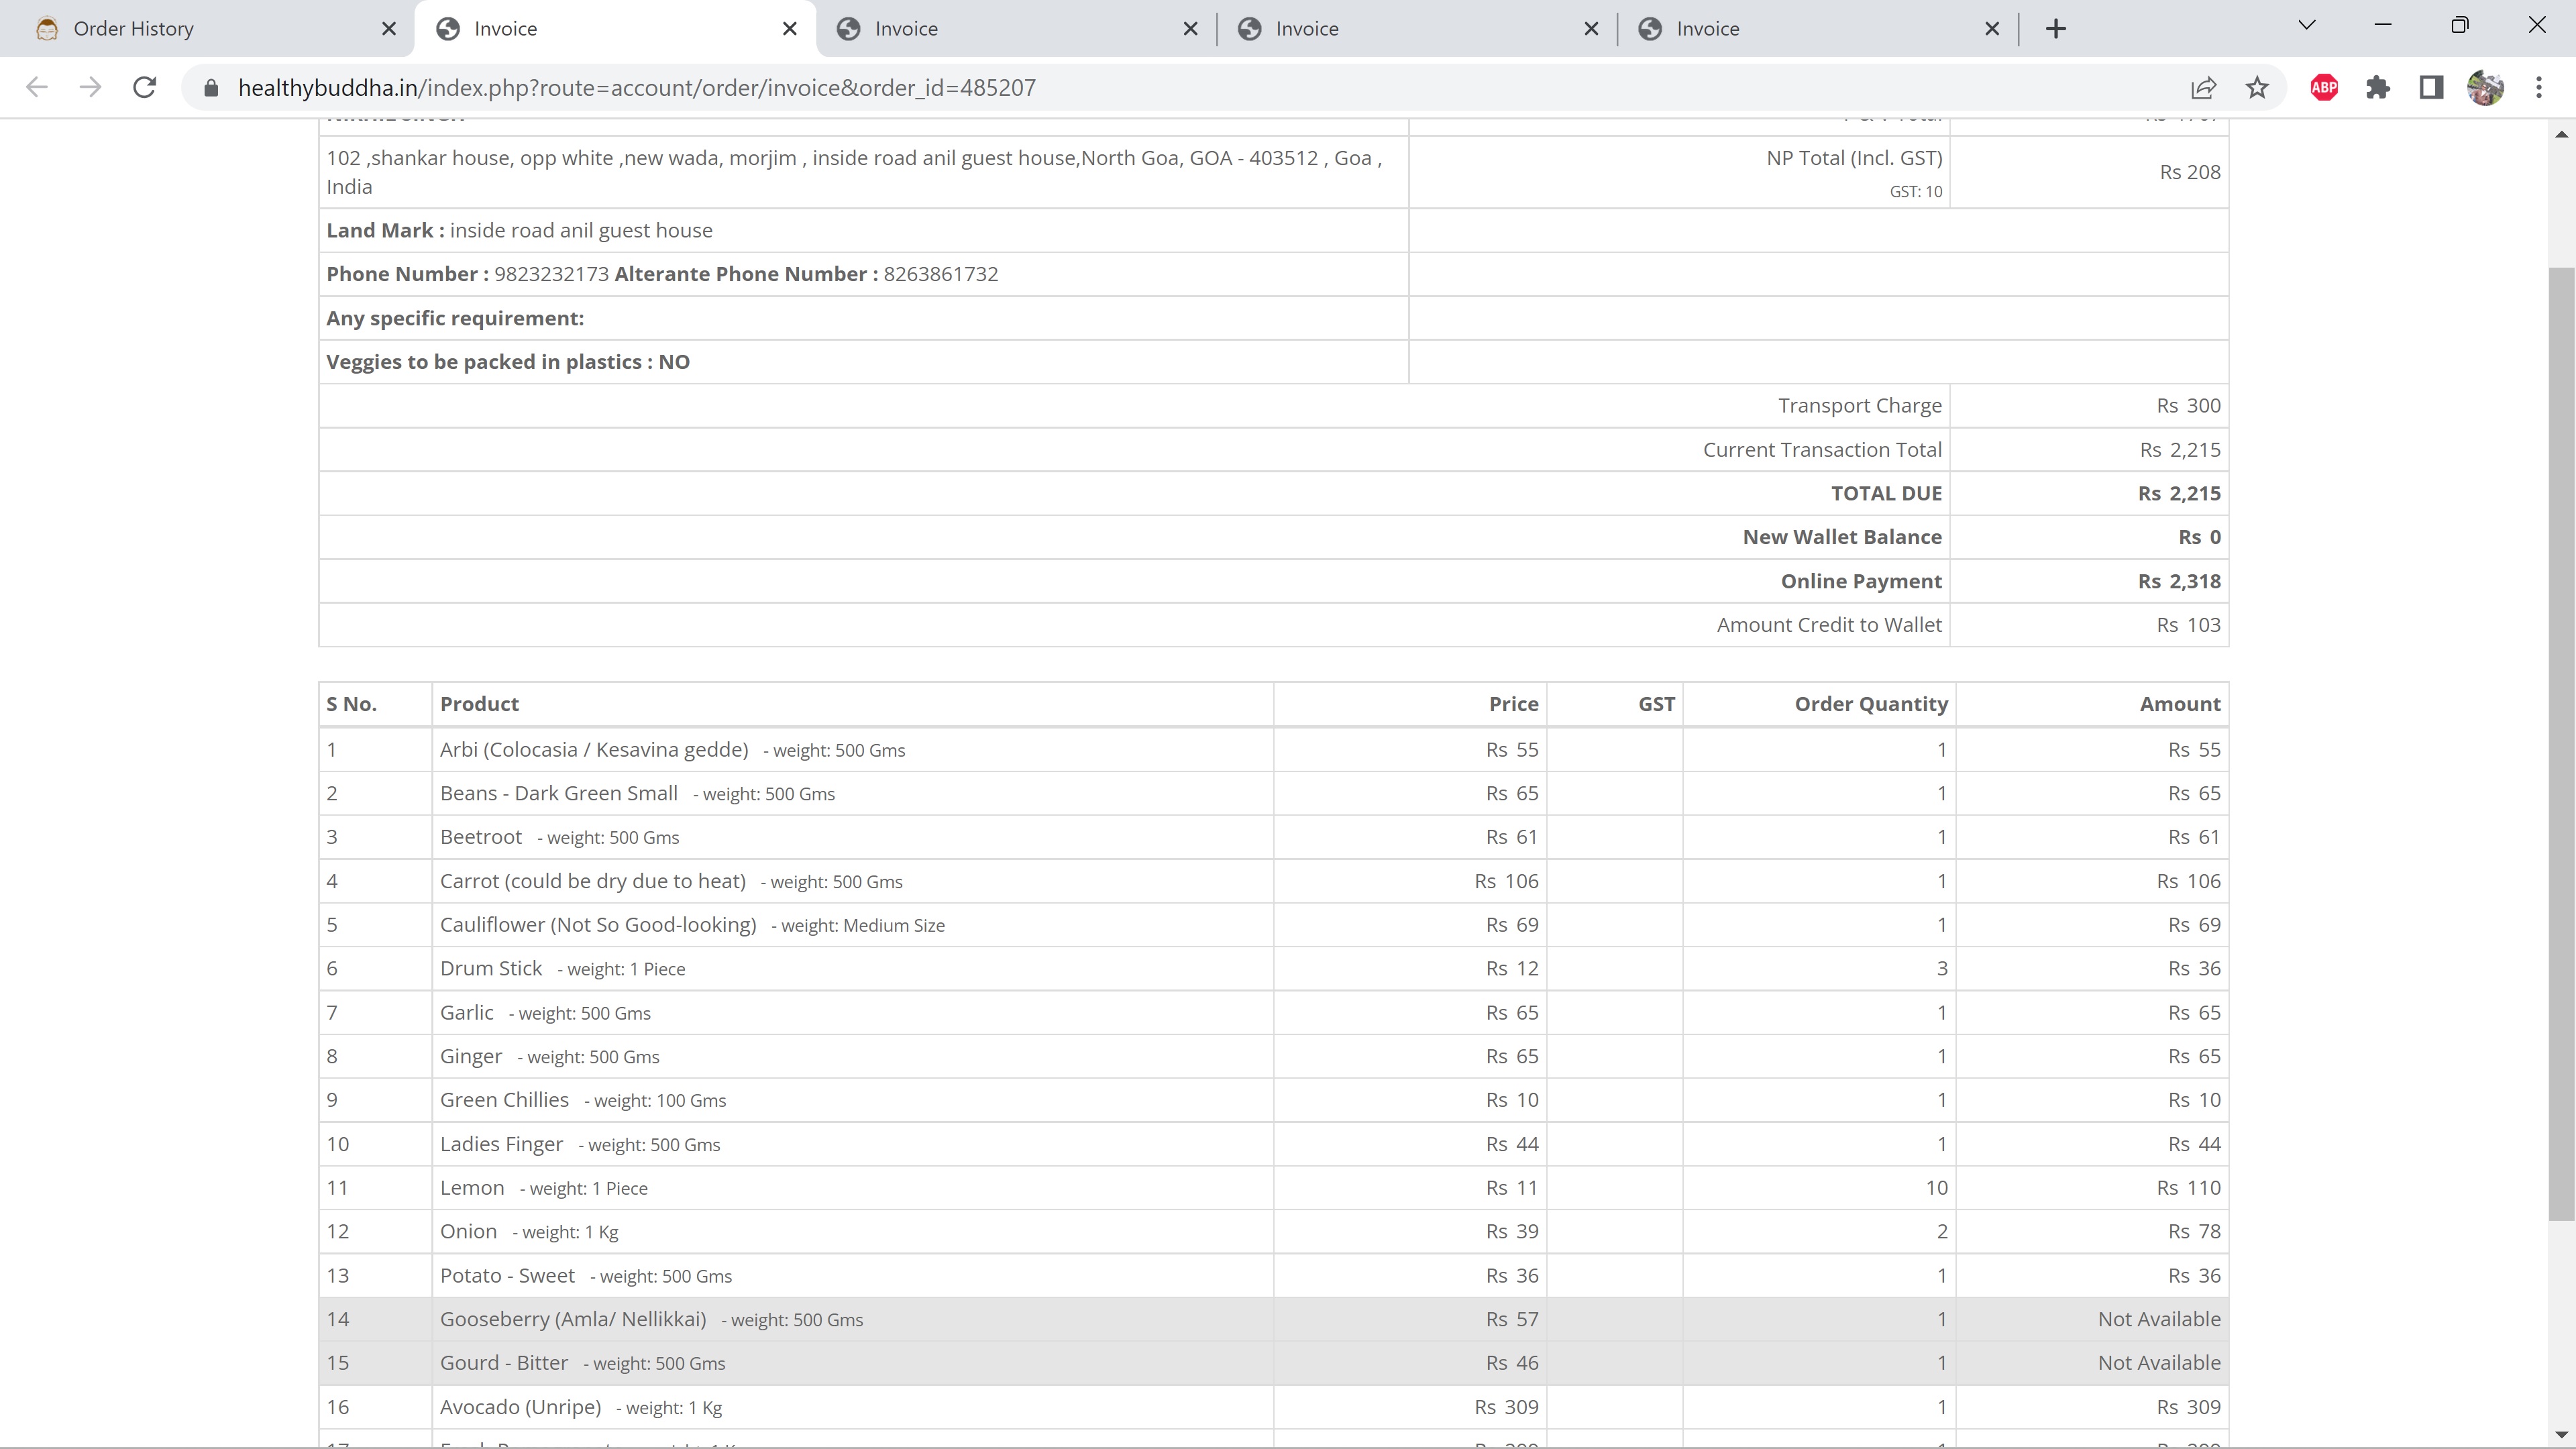 Order History
Invoice
Invoice
Invoice
Invoice
healthybuddha.in/index.php?route=account/order/invoice&order_id=485207
ABP
102 ,shankar house, opp white ,new wada, morjim , inside road anil guest house,North Goa, GOA - 403512 , Goa ,
India
NP Total (Incl. GST)
GST: 10
Rs 208
Land Mark : inside road anil guest house
Phone Number : 9823232173 Alterante Phone Number : 8263861732
Any specific requirement:
Veggies to be packed in plastics : NO
Transport Charge Rs 300
Current Transaction Total Rs 2,215
TOTAL DUE Rs 2,215
New Wallet Balance Rs 0
Online Payment Rs 2,318
Amount Credit to Wallet Rs 103
S No. Product Price GST Order Quantity Amount
1 Arbi (Colocasia / Kesavina gedde) - weight: 500 Gms Rs 55 1 Rs 55
2 Beans - Dark Green Small - weight: 500 Gms Rs 65 1 Rs 65
3 Beetroot - weight: 500 Gms Rs 61 1 Rs 61
4 Carrot (could be dry due to heat) - weight: 500 Gms Rs 106 1 Rs 106
5 Cauliflower (Not So Good-looking) - weight: Medium Size Rs 69 1 Rs 69
6 Drum Stick - weight: 1 Piece Rs 12 3 Rs 36
7 Garlic - weight: 500 Gms Rs 65 1 Rs 65
8 Ginger - weight: 500 Gms Rs 65 1 Rs 65
9 Green Chillies - weight: 100 Gms Rs 10 1 Rs 10
10 Ladies Finger - weight: 500 Gms Rs 44 1 Rs 44
11 Lemon - weight: 1 Piece Rs 11 10 Rs 110
12 Onion - weight: 1 Kg Rs 39 2 Rs 78
13 Potato - Sweet - weight: 500 Gms Rs 36 1 Rs 36
14 Gooseberry (Amla/ Nellikkai) - weight: 500 Gms Rs 57 1 Not Available
15 Gourd - Bitter - weight: 500 Gms Rs 46 1 Not Available
16 Avocado (Unripe) - weight: 1 Kg Rs 309 1 Rs 309